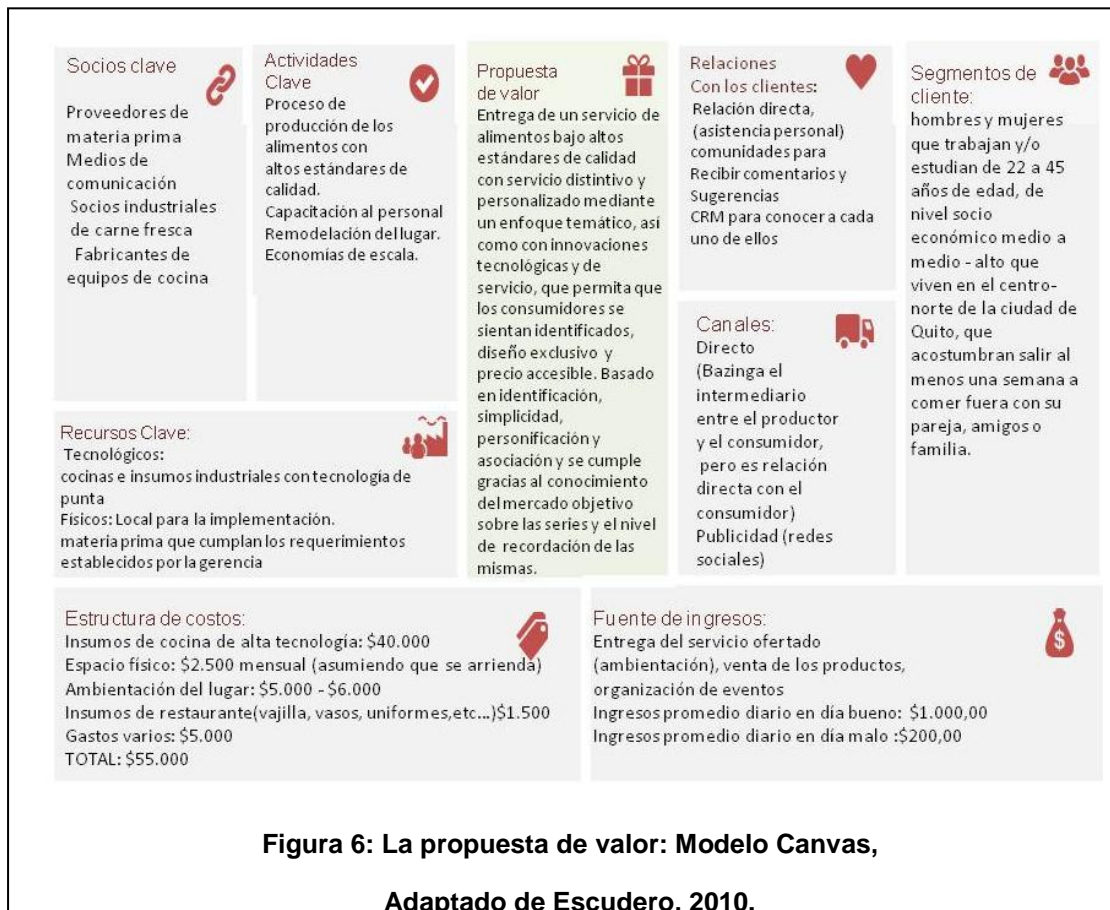 Socios clave
Proveedores de
materia prima
Medios de
comunicación
Socios industriales
de carne fresca
Fabricantes de
equipos de cocina
Actividades
Clave
Proceso de
producción de los
alimentos con
altos estándares de
calidad.
Capacitación al personal
Remodelación del lugar.
Economías de escala.
Propuesta
de valor
Entrega de un servicio de
alimentos bajo altos
estándares de calidad
con servicio distintivo y
personalizado mediante
un enfoque temático, así
como con innovaciones
tecnológicas y de
servicio, que permita que
los consumidores se
sientan identificados,
diseño exclusivo y
precio accesible. Basado
en identificación,
simplicidad,
personificación y
asociación y se cumple
gracias al conocimiento
del mercado objetivo
sobre las series y el nivel
de recordación de las
mismas.
Relaciones
Con los clientes:
Relación directa,
(asistencia personal)
comunidades para
Recibir comentarios y
Sugerencias
CRM para conocer a cada
uno de ellos
Segmentos de
cliente:
hombres y mujeres
que trabajan y/o
estudian de 22 a 45
años de edad, de
nivel socio
económico medio a
medio - alto que
viven en el centro-
norte de la ciudad de
Quito, que
acostumbran salir al
menos una semana a
comer fuera con su
pareja, amigos o
familia.
Recursos Clave:
Tecnológicos:
cocinas e insumos industriales con tecnología de
punta
Físicos: Local para la implementación.
materia prima que cumplan los requerimientos
establecidos por la gerencia
Canales:
Directo
(Bazinga el
intermediario
entre el productor
y el consumidor,
pero es relación
directa con el
consumidor)
Publicidad (redes
sociales)
Estructura de costos:
Insumos de cocina de alta tecnología: $40.000
Espacio físico: $2.500 mensual (asumiendo que se arrienda)
Ambientación del lugar: $5.000 - $6.000
Insumos de restaurante(vajilla, vasos, uniformes,etc...)$1.500
Gastos varios: $5.000
TOTAL: $55.000
Fuente de ingresos:
Entrega del servicio ofertado
(ambientación), venta de los productos,
organización de eventos
Ingresos promedio diario en día bueno: $1.000,00
Ingresos promedio diario en día malo :$200,00
$
Figura 6: La propuesta de valor: Modelo Canvas,
Adaptado de Escudero, 2010.